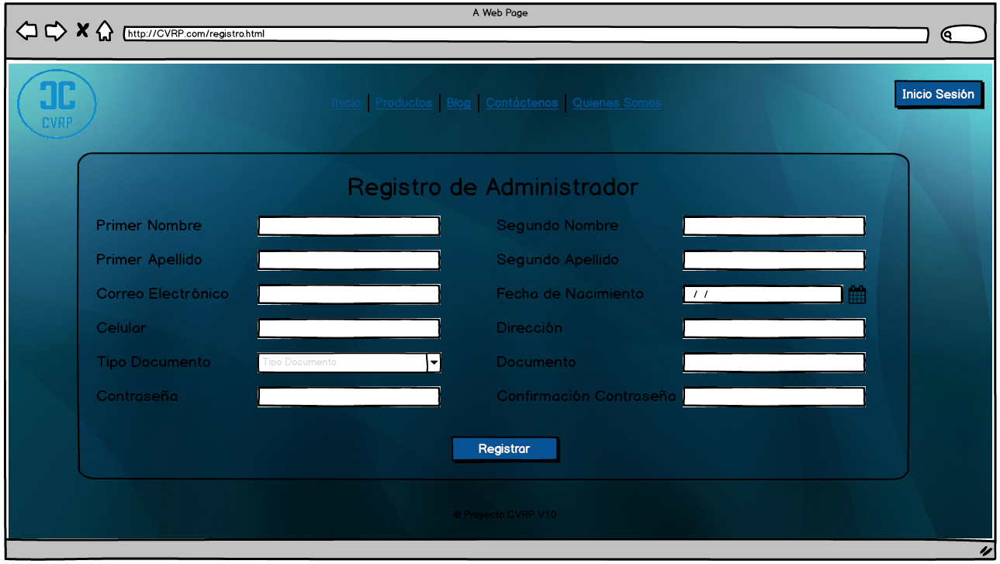 A Web Page
http://CVRP.com/registro.html
CVRP
Inicio | Productos | Blog | Contáctenos | Quienes Somos
Inicio Sesión
Registro de Administrador
Primer Nombre Segundo Nombre
Primer Apellido Segundo Apellido
Correo Electrónico Fecha de Nacimiento / /
Celular Dirección
Tipo Documento Tipo Documento Documento
Contraseña Confirmación Contraseña
Registrar
© Proyecto CVRP V1.0